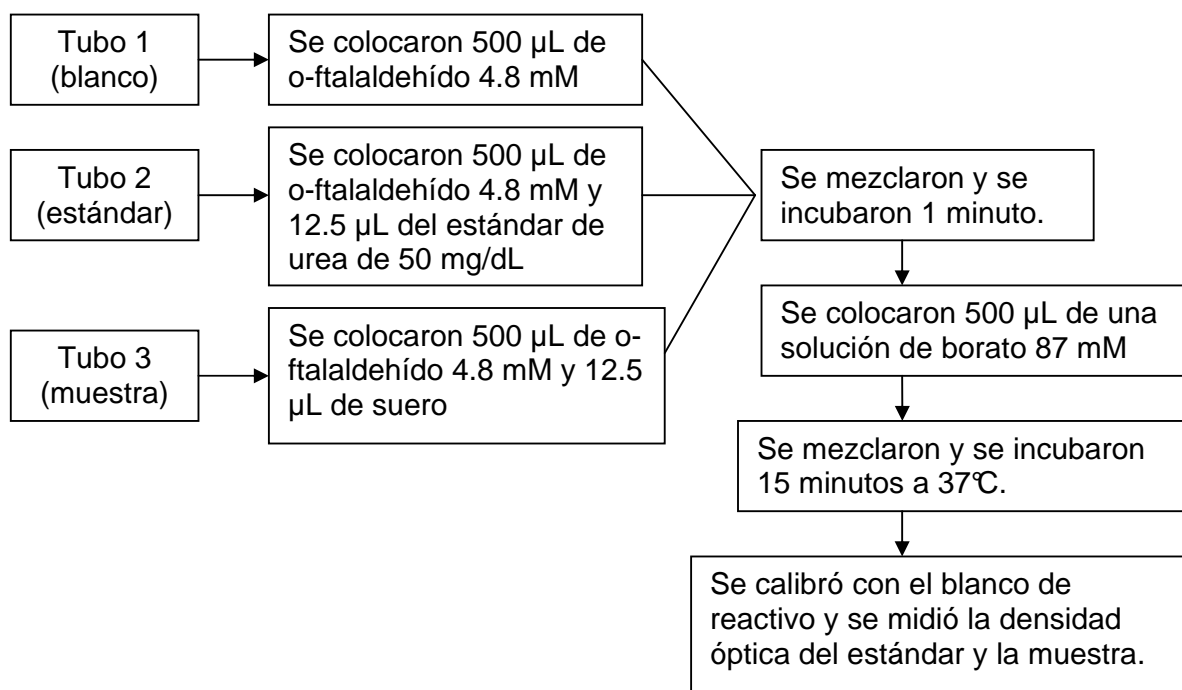 Tubo 1
(blanco)
Se colocaron 500 µL de
o-ftalaldehído 4.8 mM
Tubo 2
(estándar)
Se colocaron 500 µL de
o-ftalaldehído 4.8 mM y
12.5 µL del estándar de
urea de 50 mg/dL
Tubo 3
(muestra)
Se colocaron 500 µL de o-
ftalaldehído 4.8 mM y 12.5
µL de suero
Se mezclaron y se
incubaron 1 minuto.
Se colocaron 500 µL de una
solución de borato 87 mM
Se mezclaron y se incubaron
15 minutos a 37°C.
Se calibró con el blanco de
reactivo y se midió la densidad
óptica del estándar y la muestra.